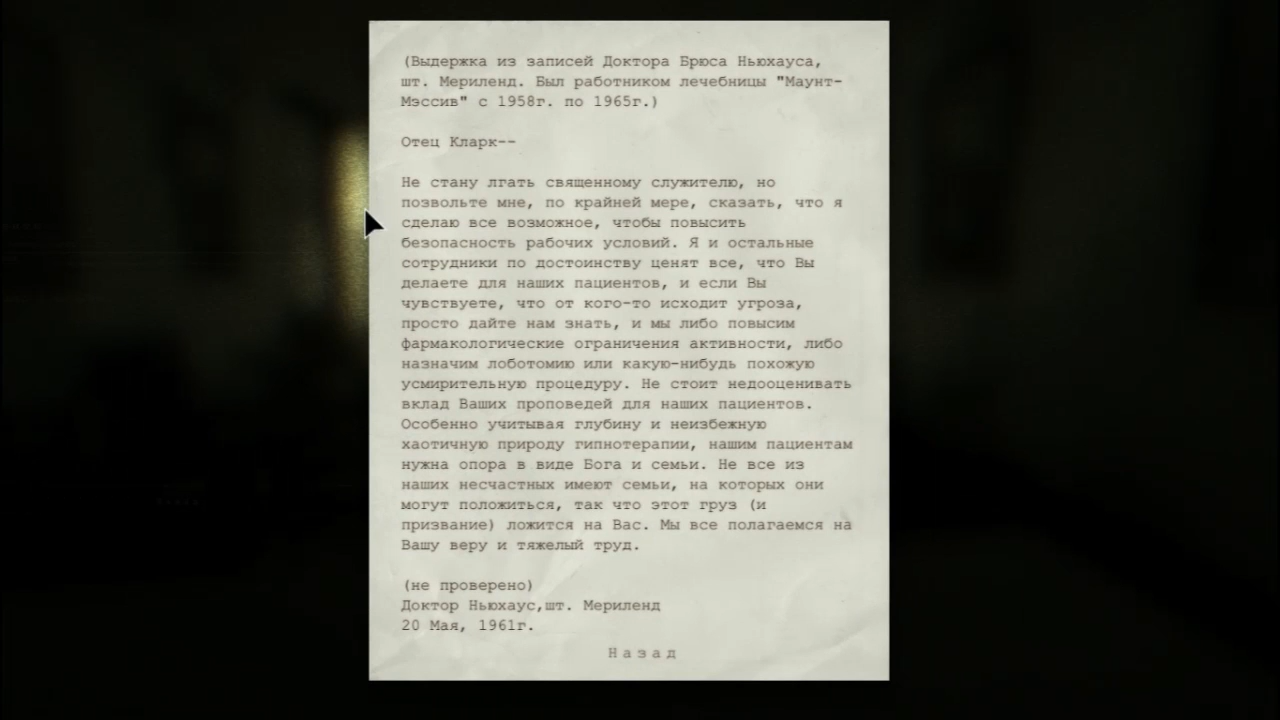 (Выдержка из записей Доктора Брюса Ньюхауса,
шт. Мериленд. Был работником лечебницы "Маунт-
Мэссив" с 1958г. по 1965г.)
Отец Кларк--
Не стану лгать священному служителю, но
позвольте мне, по крайней мере, сказать, что я
сделаю все возможное, чтобы повысить
безопасность рабочих условий. Я и остальные
сотрудники по достоинству ценят все, что Вы
делаете для наших пациентов, и если Вы
чувствуете, что от кого-то исходит угроза,
просто дайте нам знать, и мы либо повысим
фармакологические ограничения активности, либо
назначим лоботомию или какую-нибудь похожую
усмирительную процедуру. Не стоит недооценивать
вклад Ваших проповедей для наших пациентов.
Особенно учитывая глубину и неизбежную
хаотичную природу гипнотерапии, нашим пациентам
нужна опора в виде Бога и семьи. Не все из
наших несчастных имеют семьи, на которых они
могут положиться, так что этот груз (и
призвание) ложится на Вас. Мы все полагаемся на
Вашу веру и тяжелый труд.
(не проверено)
Доктор Ньюхаус,шт. Мериленд
20 Мая, 1961г.
Назад